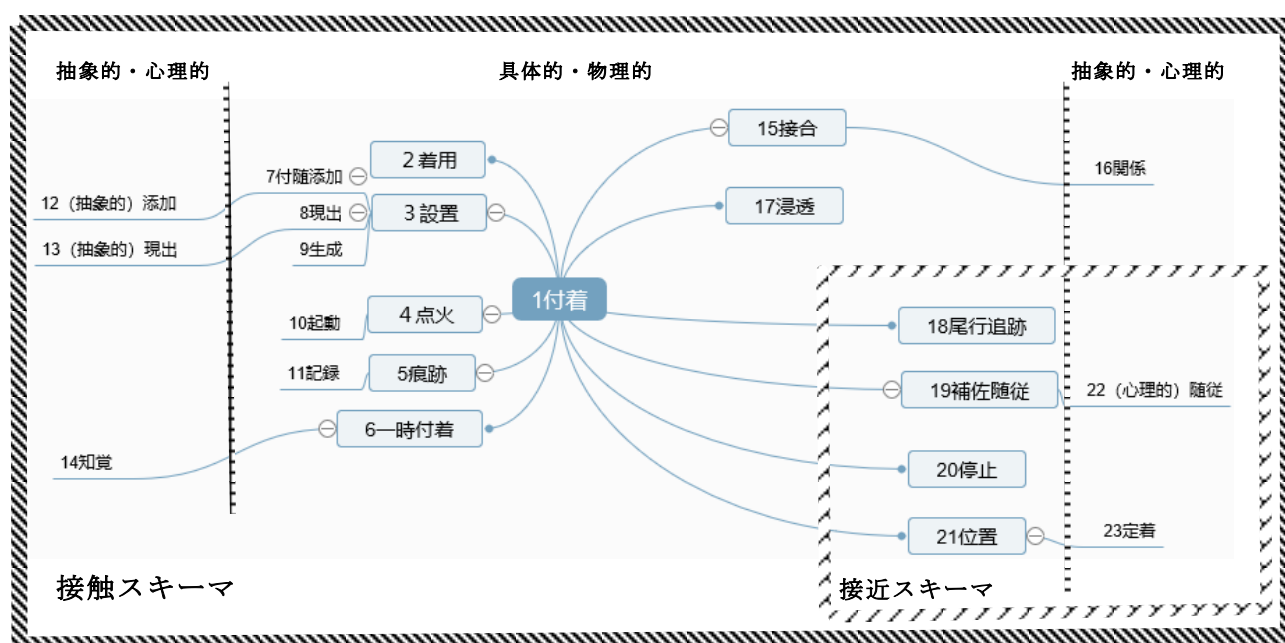 抽象的・心理的
具体的・物理的
抽象的・心理的
15接合
2着用
16関係
7付随添加
12（抽象的）添加
17浸透
8現出
3設置
13（抽象的）現出
9生成
1付着
4点火
10起動
18尾行追跡
11記録
5痕跡
19補佐随従
22（心理的）随従
6一時付着
14知覚
20停止
21位置
23定着
接触スキーマ
接近スキーマ